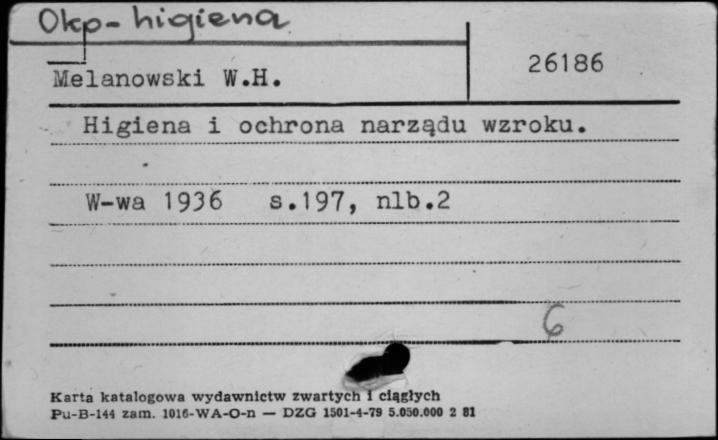 Oko - higiena
26186
Melanowski W.H.
Higiena i ochrona narządu wzroku.
W-wa 1936 s.197, nlb.2
6
Karta katalogowa wydawnictw zwartych i ciągłych
Pu-B-144 zam. 1016-WA-O-n — DZG 1501-4-79 5.050.000 2 81